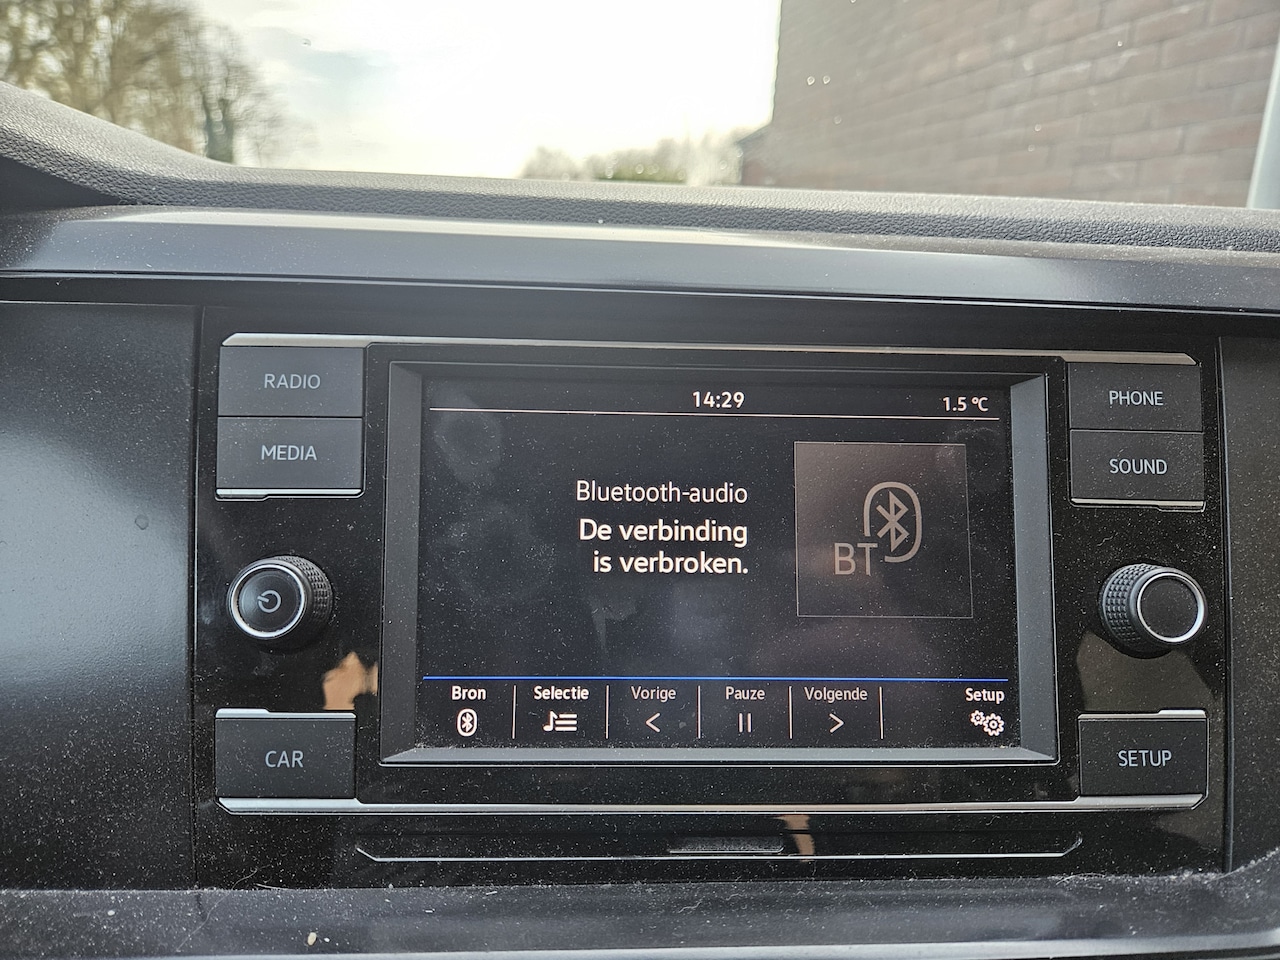 RADIO
MEDIA
CAR
14:29
1.5 °C
Bluetooth-audio
De verbinding
is verbroken.
BT
Bron
Selectie
Vorige
Pauze
Volgende
Setup
PHONE
SOUND
SETUP